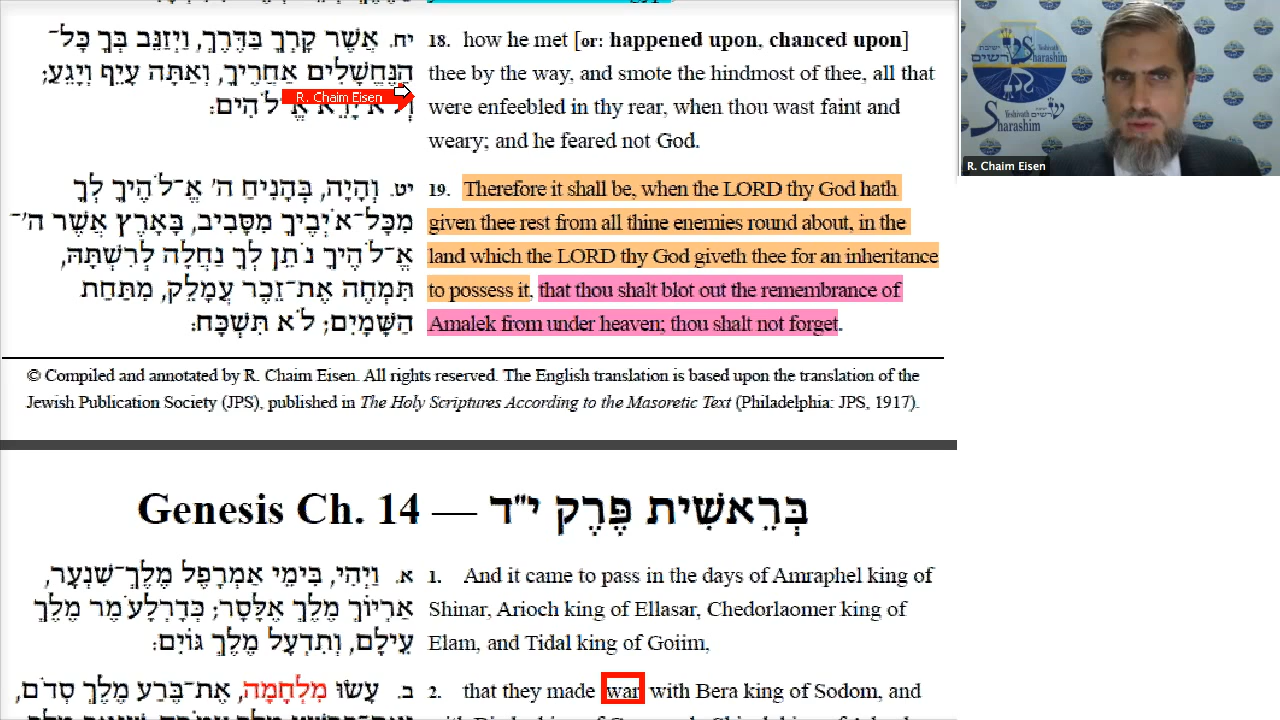 יח. אֲשֶׁר קָרְךָ בַּדֶּרֶךְ, וַיְזַנֵּב בְּךָ כָּל־
הַנֶּחֱשָׁלִים אַחֲרֶיךָ, וְאַתָּה עָיֵף וְיָגֵעַ;
R. Chaim Eisen
18. how he met [or: happened upon, chanced upon]
thee by the way, and smote the hindmost of thee, all that
were enfeebled in thy rear, when thou wast faint and
weary; and he feared not God.
יט. וְהָיָה, בְּהָנִיחַ ה' אֱ־לֹהֶיךָ לְךָ
מִכָּל־אֹיְבֶיךָ מִסָּבִיב, בָּאָרֶץ אֲשֶׁר ה'־
אֱ־לֹהֶיךָ נֹתֵן לְךָ נַחֲלָה לְרִשְׁתָּהּ,
תִּמְחֶה אֶת־זֵכֶר עֲמָלֵק, מִתַּחַת
הַשָּׁמָיִם; לֹא תִּשְׁכָּח:
19. Therefore it shall be, when the LORD thy God hath
given thee rest from all thine enemies round about, in the
land which the LORD thy God giveth thee for an inheritance
to possess it, that thou shalt blot out the remembrance of
Amalek from under heaven; thou shalt not forget.
© Compiled and annotated by R. Chaim Eisen. All rights reserved. The English translation is based upon the translation of the
Jewish Publication Society (JPS), published in The Holy Scriptures According to the Masoretic Text (Philadelphia: JPS, 1917).
Genesis Ch. 14 — בְּרֵאשִׁית פֶּרֶק י"ד
א. וַיְהִי, בִּימֵי אַמְרָפֶל מֶלֶךְ־שִׁנְעָר,
אַרְיוֹךְ מֶלֶךְ אֶלָּסָר; כְּדָרְלָעֹמֶר מֶלֶךְ
עֵילָם, וְתִדְעָל מֶלֶךְ גּוֹיִם:
1. And it came to pass in the days of Amraphel king of
Shinar, Arioch king of Ellasar, Chedorlaomer king of
Elam, and Tidal king of Goiim,
ב. עָשׂוּ מִלְחָמָה, אֶת־בֶּרַע מֶלֶךְ סְדֹם,
2. that they made war with Bera king of Sodom, and
Yeshivath
Sharashim
R. Chaim Eisen